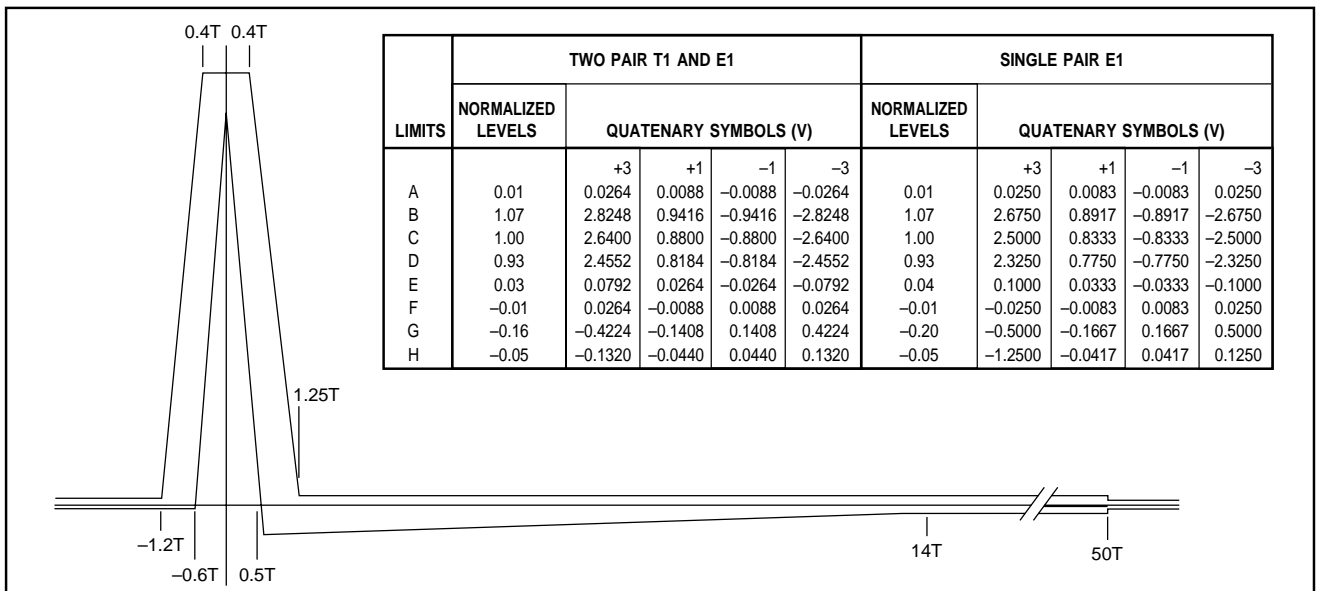 0.4T 0.4T
TWO PAIR T1 AND E1 SINGLE PAIR E1
LIMITS NORMALIZED LEVELS QUATENARY SYMBOLS (V) NORMALIZED LEVELS QUATENARY SYMBOLS (V)
+3 +1 –1 –3 +3 +1 –1 –3
A 0.01 0.0264 0.0088 –0.0088 –0.0264 0.01 0.0250 0.0083 –0.0083 0.0250
B 1.07 2.8248 0.9416 –0.9416 –2.8248 1.07 2.6750 0.8917 –0.8917 –2.6750
C 1.00 2.6400 0.8800 –0.8800 –2.6400 1.00 2.5000 0.8333 –0.8333 –2.5000
D 0.93 2.4552 0.8184 –0.8184 –2.4552 0.93 2.3250 0.7750 –0.7750 –2.3250
E 0.03 0.0792 0.0264 –0.0264 –0.0792 0.04 0.1000 0.0333 –0.0333 –0.1000
F –0.01 0.0264 –0.0088 0.0088 0.0264 –0.01 –0.0250 –0.0083 0.0083 0.0250
G –0.16 –0.4224 –0.1408 0.1408 0.4224 –0.20 –0.5000 –0.1667 0.1667 0.5000
H –0.05 –0.1320 –0.0440 0.0440 0.1320 –0.05 –1.2500 –0.0417 0.0417 0.1250
1.25T
–1.2T
14T
50T
–0.6T 0.5T